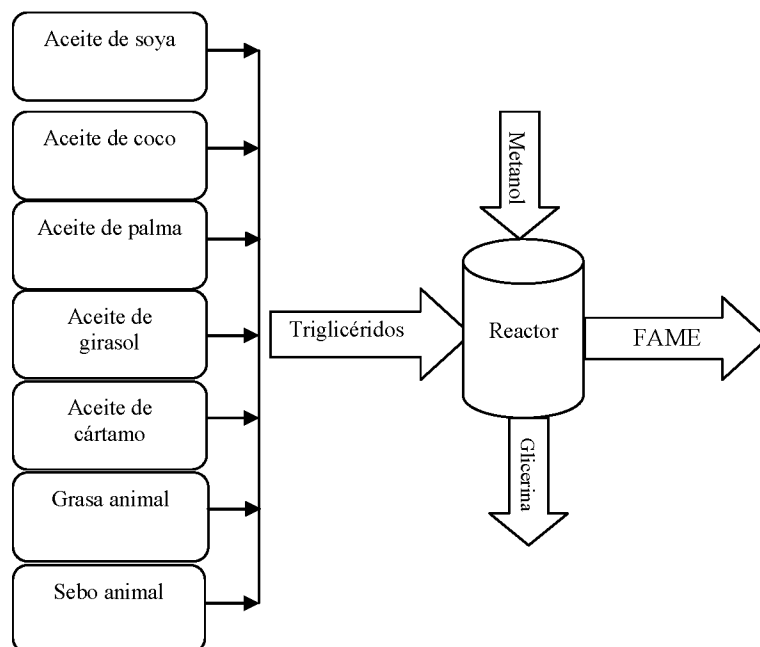 Aceite de soya
Aceite de coco
Aceite de palma
Aceite de
girasol
Aceite de
cártamo
Grasa animal
Sebo animal
Triglicéridos
Metanol
Reactor
FAME
Glicerina